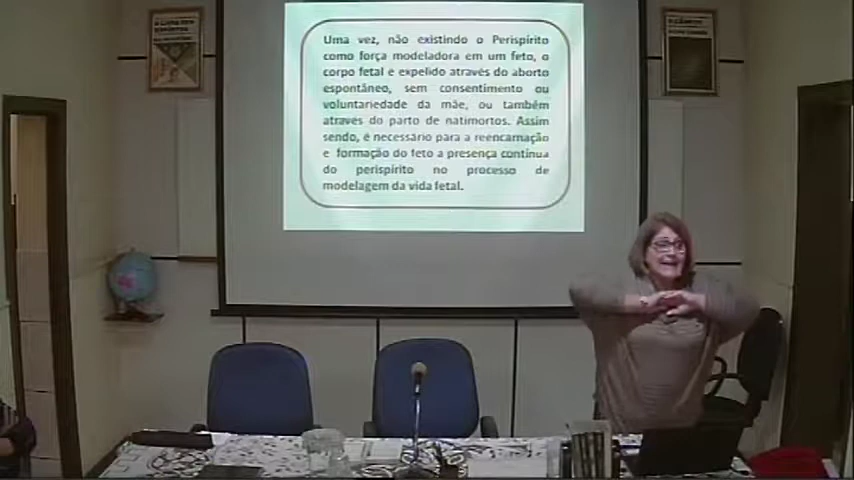 Uma vez, não existindo o Perispírito
como força modeladora em um feto, o
corpo fetal é expelido através do aborto
espontâneo, sem consentimento ou
voluntariedade da mãe, ou também
através do parto de natimortos. Assim
sendo, é necessário para a reencarnação
e formação do feto a presença contínua
do perispírito no processo de
modelagem da vida fetal.